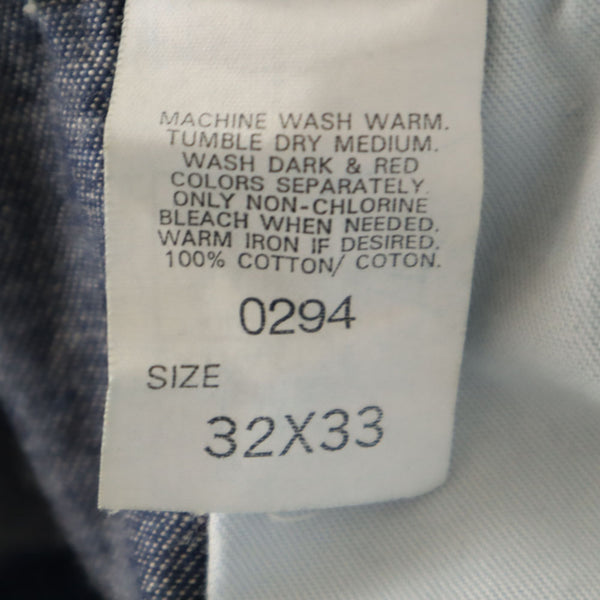 MACHINE WASH WARM.
TUMBLE DRY MEDIUM.
WASH DARK & RED
COLORS SEPARATELY.
ONLY NON-CHLORINE
BLEACH WHEN NEEDED.
WARM IRON IF DESIRED.
100% COTTON/ COTON.
0294
SIZE
32X33